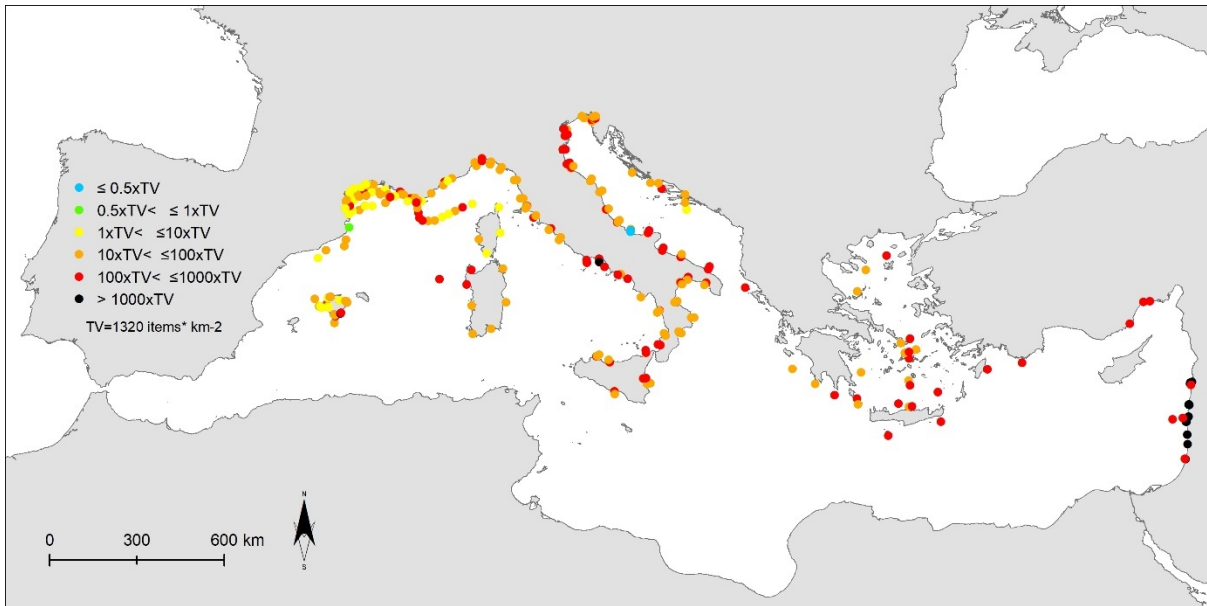 ≤ 0.5xTV
0.5xTV< ≤ 1xTV
1xTV< ≤10xTV
10xTV< ≤100xTV
100xTV< ≤1000xTV
> 1000xTV
TV=1320 items* km-2
N
S
0 300 600 km